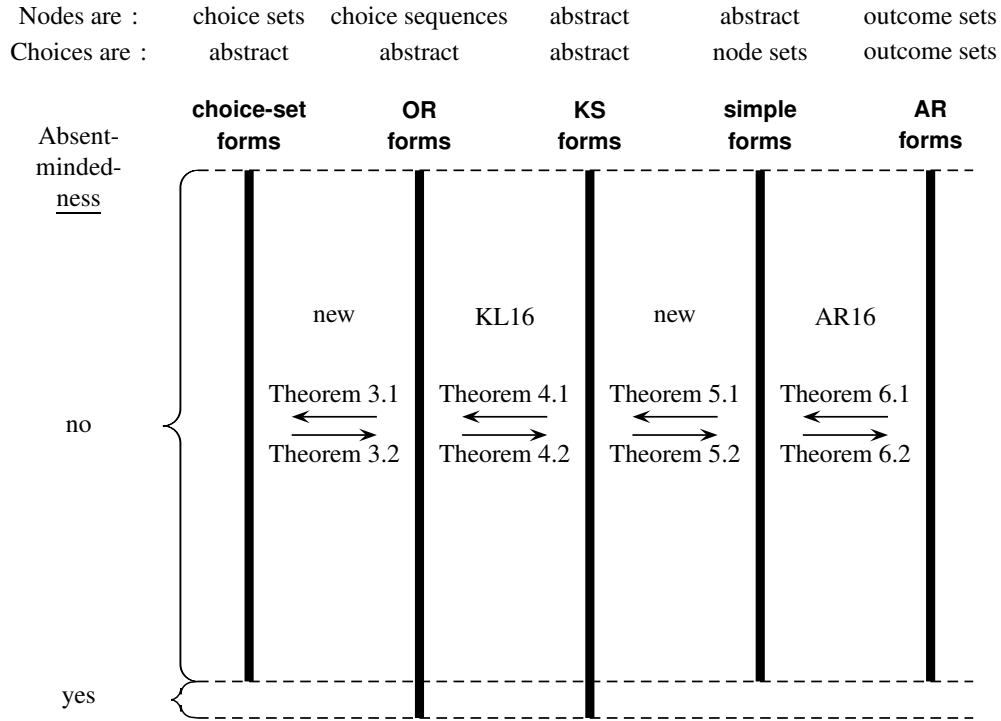 Nodes are : choice sets choice sequences abstract abstract outcome sets
Choices are : abstract abstract abstract node sets outcome sets
choice-set OR KS simple AR
forms forms forms forms forms
Absent-
minded-
ness
new KL16 new AR16
Theorem 3.1 Theorem 4.1 Theorem 5.1 Theorem 6.1
no
Theorem 3.2 Theorem 4.2 Theorem 5.2 Theorem 6.2
yes